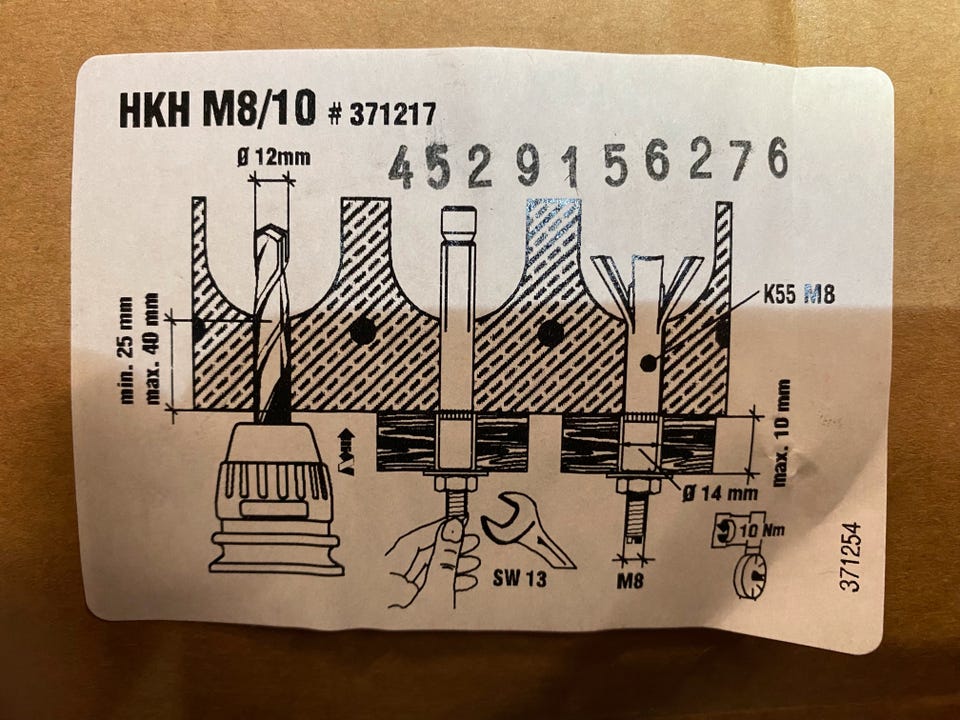 HKH M8/10 # 371217
Ø 12mm
4529156276
K55 M8
min. 25 mm
max. 40 mm
max. 10 mm
Ø 14 mm
10 Nm
SW 13
M8
371254